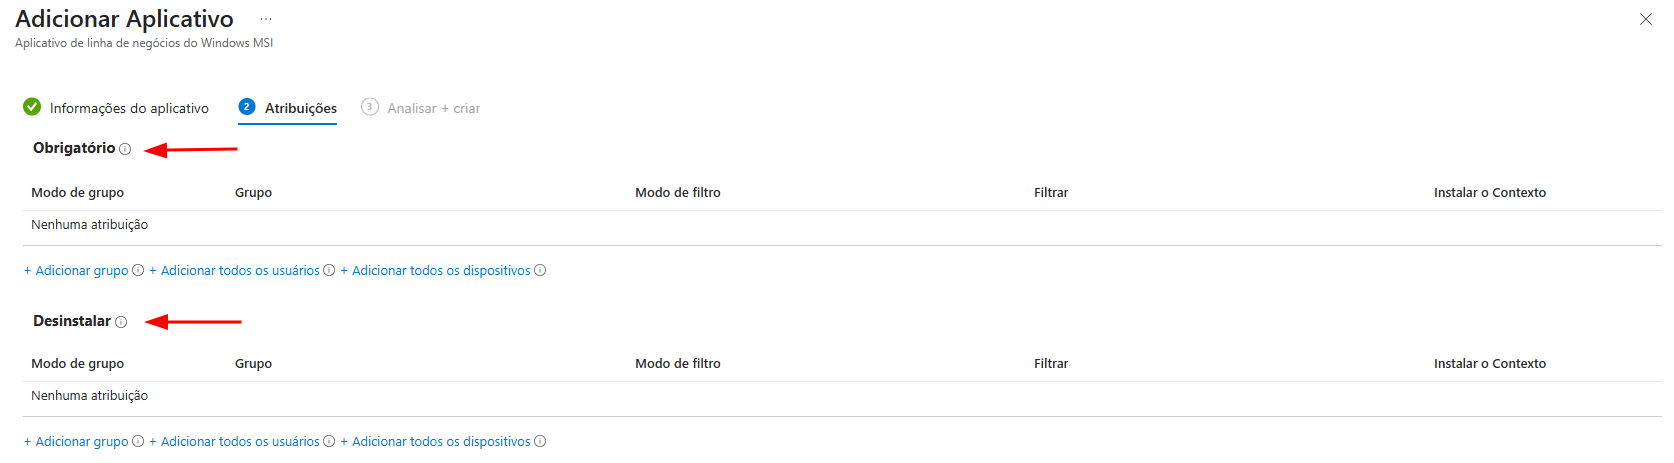 Adicionar Aplicativo ...
Aplicativo de linha de negócios do Windows MSI
Informações do aplicativo 2 Atribuições 3 Analisar + criar
Obrigatório
Modo de grupo Grupo Modo de filtro Filtrar Instalar o Contexto
Nenhuma atribuição
+ Adicionar grupo + Adicionar todos os usuários + Adicionar todos os dispositivos
Desinstalar
Modo de grupo Grupo Modo de filtro Filtrar Instalar o Contexto
Nenhuma atribuição
+ Adicionar grupo + Adicionar todos os usuários + Adicionar todos os dispositivos